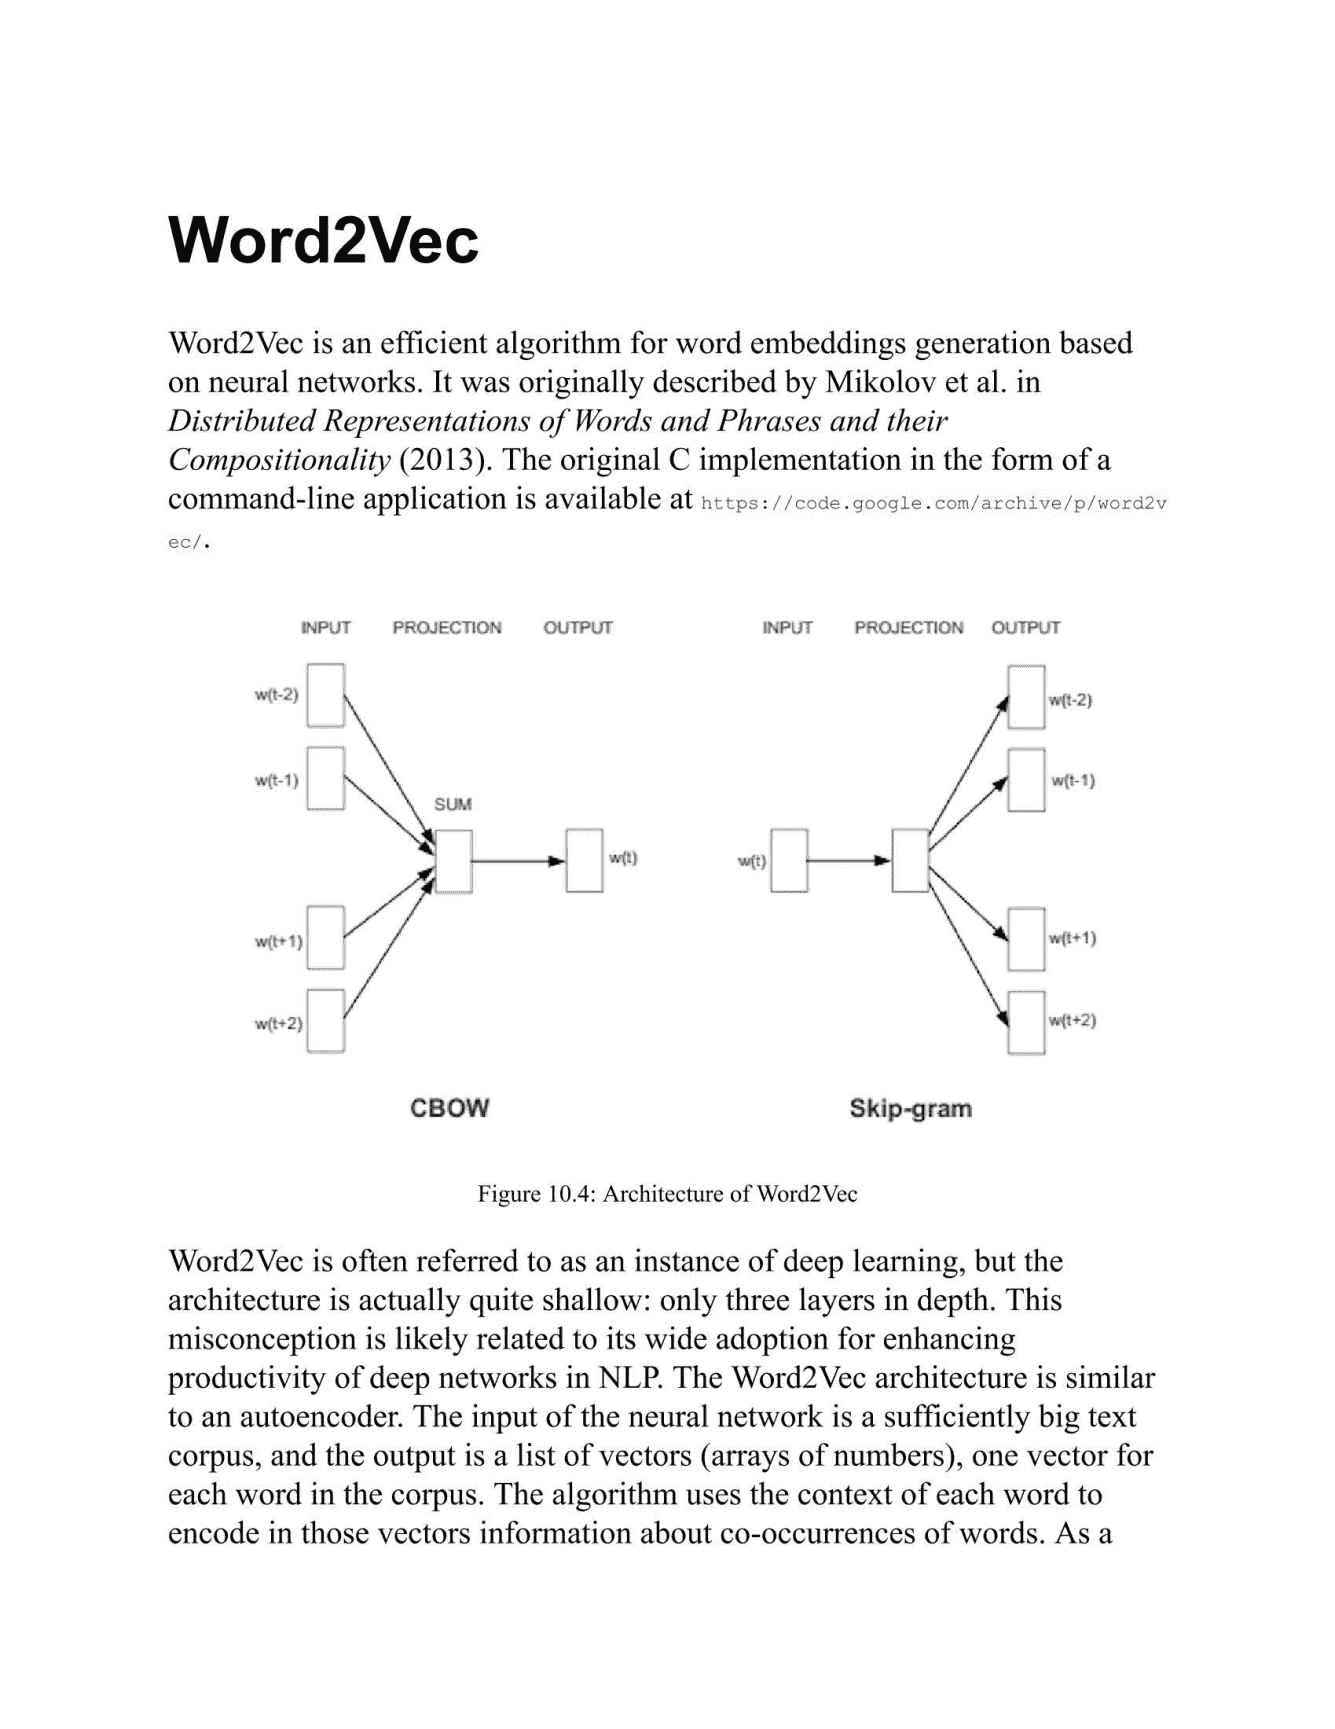 Word2Vec
Word2Vec is an efficient algorithm for word embeddings generation based
on neural networks. It was originally described by Mikolov et al. in
Distributed Representations of Words and Phrases and their
Compositionality (2013). The original C implementation in the form of a
command-line application is available at https://code.google.com/archive/p/word2v
ec/.
INPUT PROJECTION OUTPUT
w(t-2)
w(t-1)
SUM
w(t)
w(t+1)
w(t+2)
CBOW
INPUT PROJECTION OUTPUT
w(t-2)
w(t-1)
w(t)
w(t+1)
w(t+2)
Skip-gram
Figure 10.4: Architecture of Word2Vec
Word2Vec is often referred to as an instance of deep learning, but the
architecture is actually quite shallow: only three layers in depth. This
misconception is likely related to its wide adoption for enhancing
productivity of deep networks in NLP. The Word2Vec architecture is similar
to an autoencoder. The input of the neural network is a sufficiently big text
corpus, and the output is a list of vectors (arrays of numbers), one vector for
each word in the corpus. The algorithm uses the context of each word to
encode in those vectors information about co-occurrences of words. As a